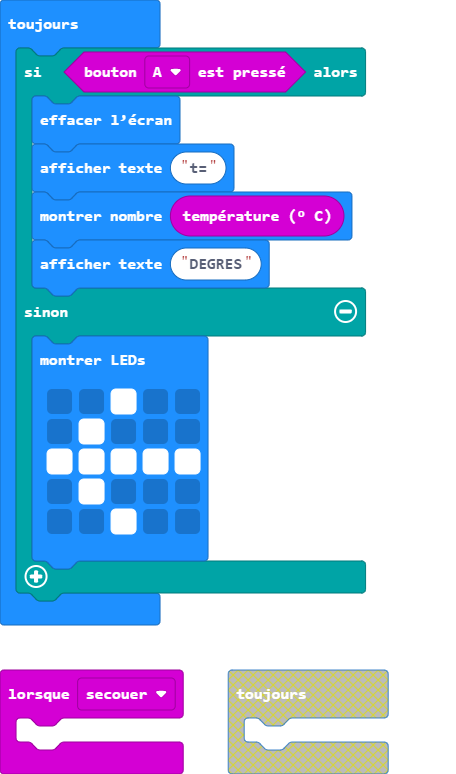 toujours
si bouton A est pressé alors
effacer l’écran
afficher texte "t="
montrer nombre température (º C)
afficher texte "DEGRES"
sinon
montrer LEDs
lorsque secouer
toujours